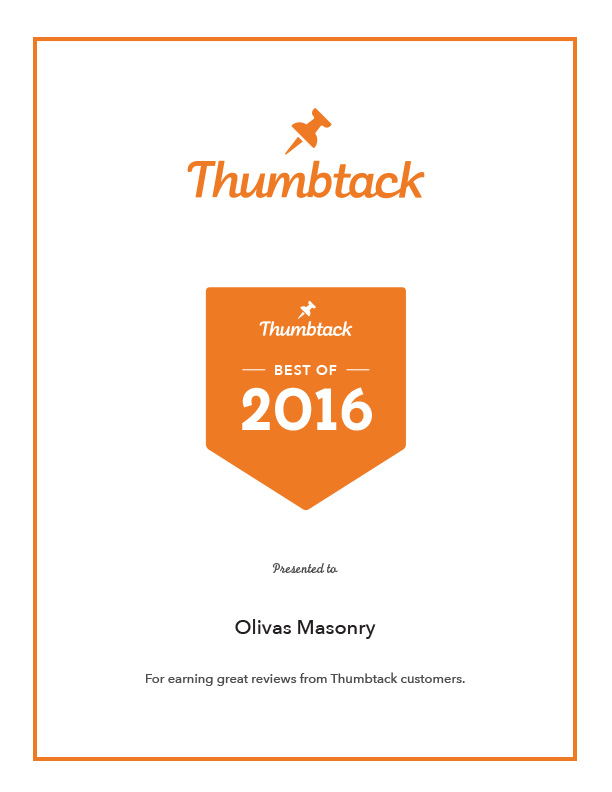 Thumbtack
Thumbtack
BEST OF
2016
Presented to
Olivas Masonry
For earning great reviews from Thumbtack customers.